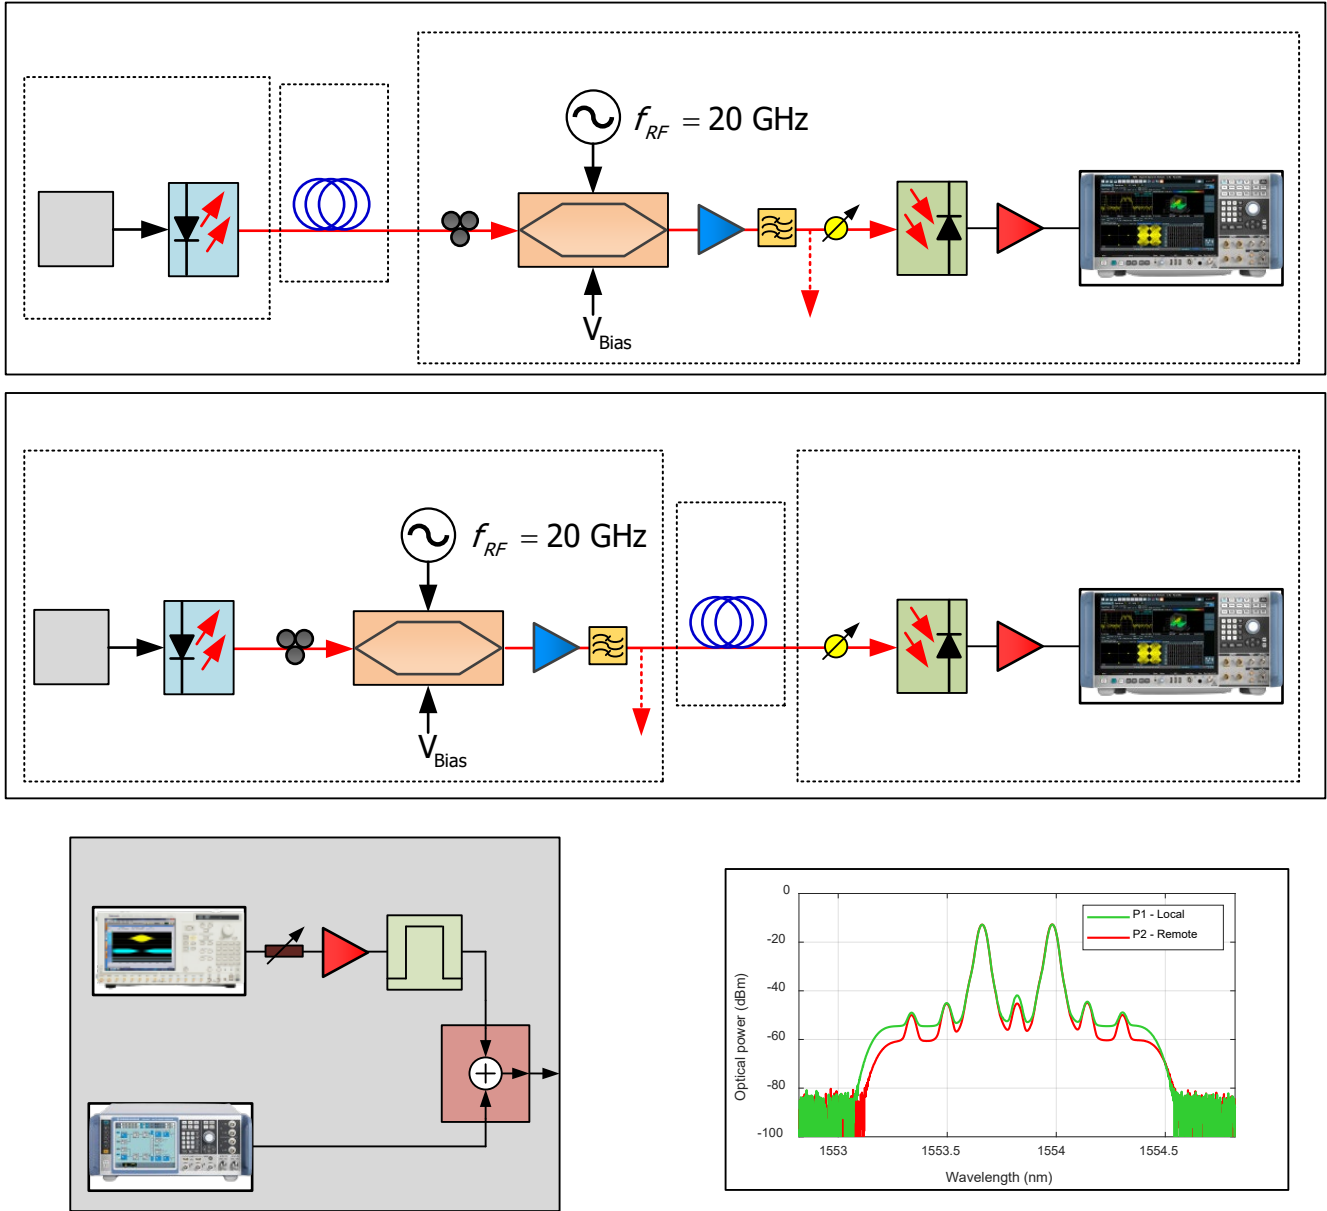 f_RF = 20 GHz
V_Bias
f_RF = 20 GHz
V_Bias
0
-20
-40
-60
-80
-100
Optical power (dBm)
P1 - Local
P2 - Remote
1553
1553.5
1554
1554.5
Wavelength (nm)